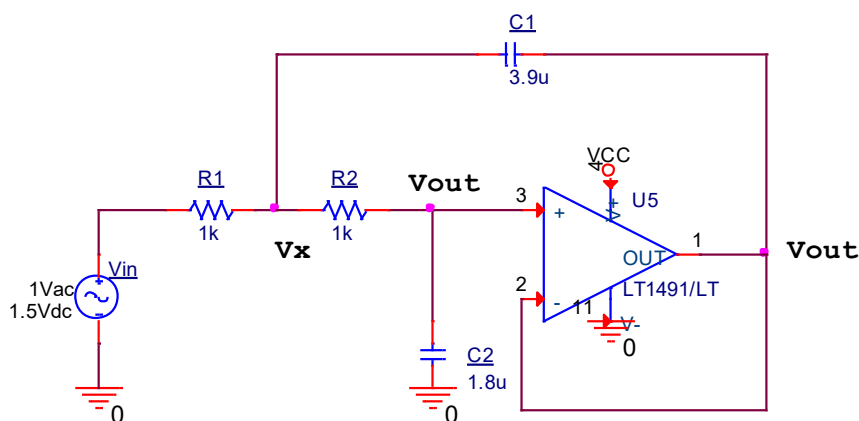 C1
3.9u
VCC
4
R1
R2
Vout
3
+
V+
U5
1k
Vx
1k
OUT
1
Vout
Vin
1Vac
1.5Vdc
2
-
11
LT1491/LT
V-
0
C2
1.8u
0
0